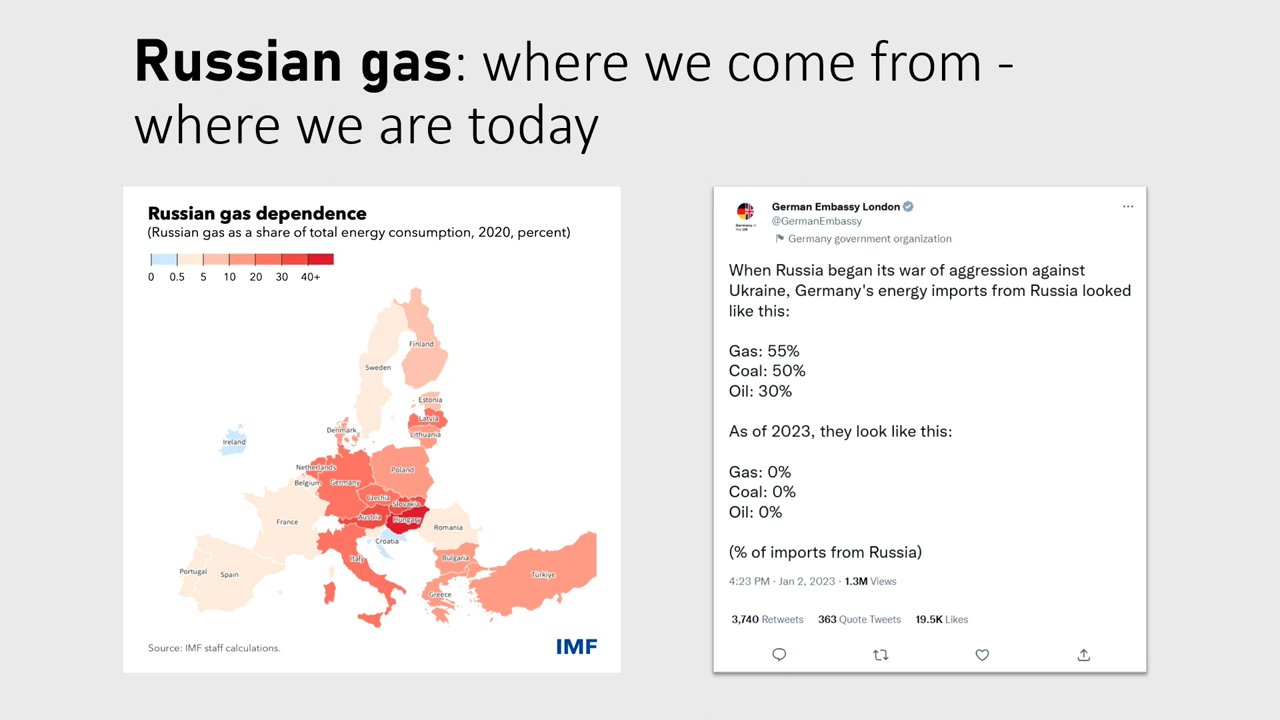 Russian gas: where we come from -
where we are today
Russian gas dependence
(Russian gas as a share of total energy consumption, 2020, percent)
0 0.5 5 10 20 30 40+
Finland
Sweden
Estonia
Latvia
Lithuania
Denmark
Ireland
Netherlands
Belgium
Germany
Poland
Czechia
Slovakia
Austria
Hungary
France
Romania
Croatia
Italy
Bulgaria
Portugal
Spain
Greece
Türkiye
Source: IMF staff calculations.
IMF
German Embassy London
@GermanEmbassy
Germany government organization
When Russia began its war of aggression against
Ukraine, Germany's energy imports from Russia looked
like this:
Gas: 55%
Coal: 50%
Oil: 30%
As of 2023, they look like this:
Gas: 0%
Coal: 0%
Oil: 0%
(% of imports from Russia)
4:23 PM · Jan 2, 2023 · 1.3M Views
3,740 Retweets 363 Quote Tweets 19.5K Likes